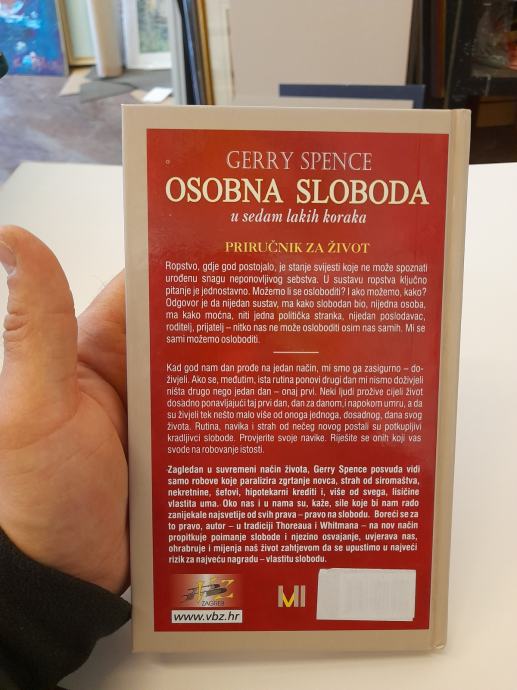 GERRY SPENCE
OSOBNA SLOBODA
u sedam lakih koraka
PRIRUČNIK ZA ŽIVOT
Ropstvo, gdje god postojalo, je stanje svijesti koje ne može spoznati
urođenu snagu neponovljivog sebstva. U sustavu ropstva ključno
pitanje je jednostavno. Možemo li se osloboditi? I ako možemo, kako?
Odgovor je da nijedan sustav, ma kako slobodan bio, nijedna osoba,
ma kako moćna, niti jedna politička stranka, nijedan poslodavac,
roditelj, prijatelj – nitko nas ne može osloboditi osim nas samih. Mi se
sami možemo osloboditi.
Kad god nam dan prođe na jedan način, mi smo ga zasigurno – do-
živjeli. Ako se, međutim, ista rutina ponovi drugi dan mi nismo doživjeli
ništa drugo nego jedan dan – onaj prvi. Neki ljudi prožive cijeli život
dosadno ponavljajući taj prvi dan, dan za danom, i napokom umru, a da
su živjeli tek nešto malo više od onoga jednoga, dosadnog, dana svog
života. Rutina, navika i strah od nečeg novog postali su potkupljivi
kradljivci slobode. Provjerite svoje navike. Riješite se onih koji vas
svode na robovanje istosti.
Zagledan u suvremeni način života, Gerry Spence posvuda vidi
samo robove koje paralizira zgrtanje novca, strah od siromaštva,
nekretnine, šefovi, hipotekarni krediti i, više od svega, lisičine
vlastita uma. Oko nas i u nama su, kaže, sile koje bi nam rado
zanijekale najsvetije od svih prava – pravo na slobodu. Boreći se za
to pravo, autor – u tradiciji Thoreaua i Whitmana – na nov način
propitkuje poimanje slobode i njezino osvajanje, uvjerava nas,
ohrabruje i mijenja naš život zahtjevom da se upustimo u najveći
rizik za najveću nagradu – vlastitu slobodu.
VBZ
ZAGREB
www.vbz.hr
MI